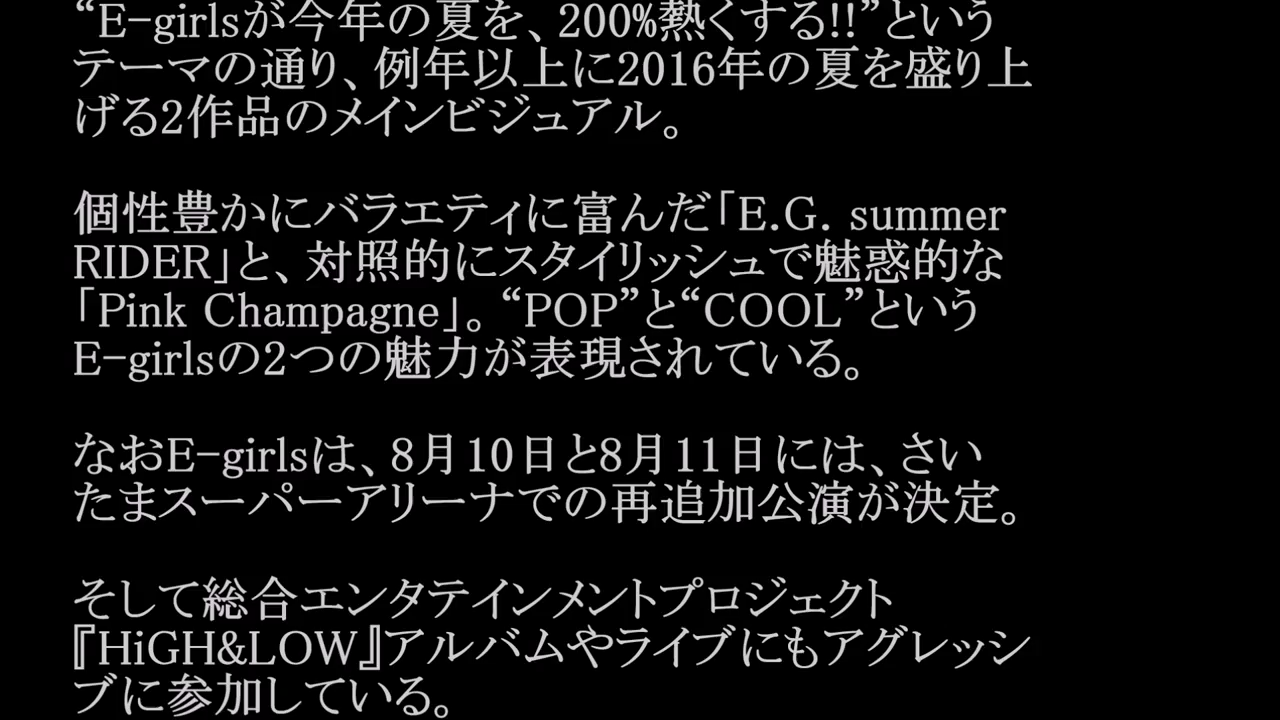 “E-girlsが今年の夏を、200%熱くする!!”という
テーマの通り、例年以上に2016年の夏を盛り上
げる2作品のメインビジュアル。
個性豊かにバラエティに富んだ「E.G. summer
RIDER」と、対照的にスタイリッシュで魅惑的な
「Pink Champagne」。“POP”と“COOL”という
E-girlsの2つの魅力が表現されている。
なおE-girlsは、8月10日と8月11日には、さい
たまスーパーアリーナでの再追加公演が決定。
そして総合エンタテインメントプロジェクト
『HiGH&LOW』アルバムやライブにもアグレッシ
ブに参加している。